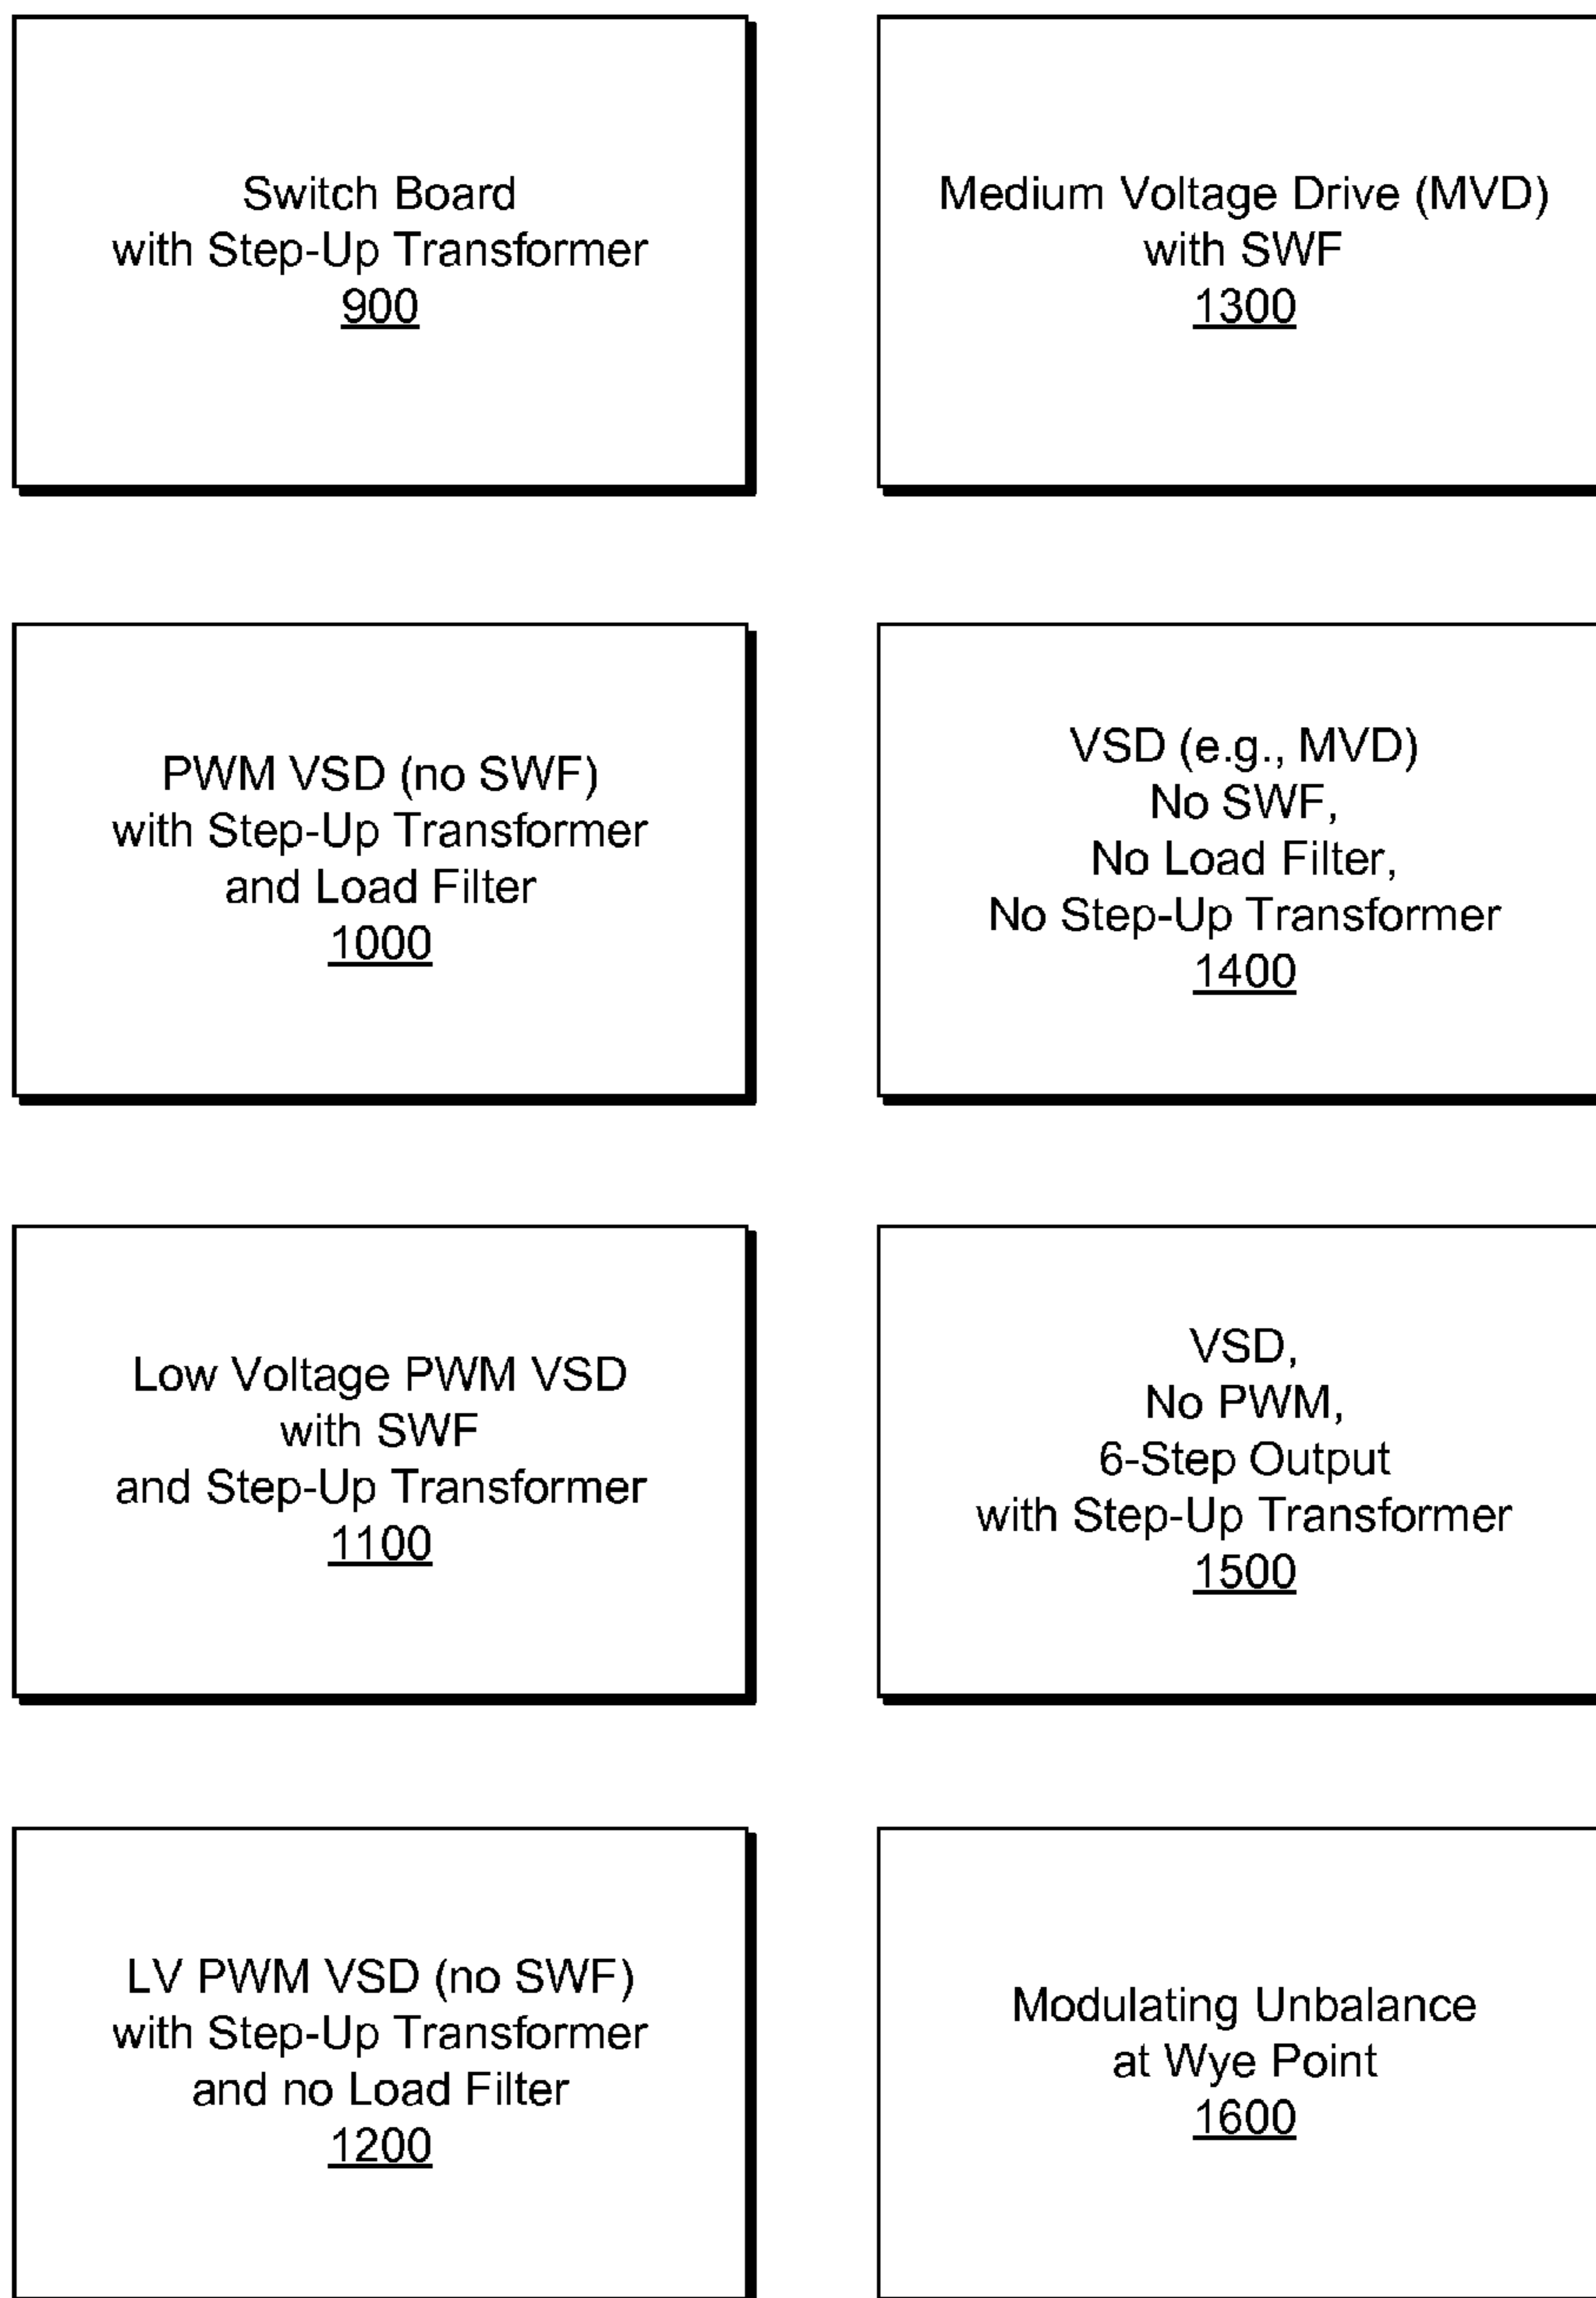 Switch Board
with Step-Up Transformer
900
Medium Voltage Drive (MVD)
with SWF
1300
PWM VSD (no SWF)
with Step-Up Transformer
and Load Filter
1000
VSD (e.g., MVD)
No SWF,
No Load Filter,
No Step-Up Transformer
1400
Low Voltage PWM VSD
with SWF
and Step-Up Transformer
1100
VSD,
No PWM,
6-Step Output
with Step-Up Transformer
1500
LV PWM VSD (no SWF)
with Step-Up Transformer
and no Load Filter
1200
Modulating Unbalance
at Wye Point
1600